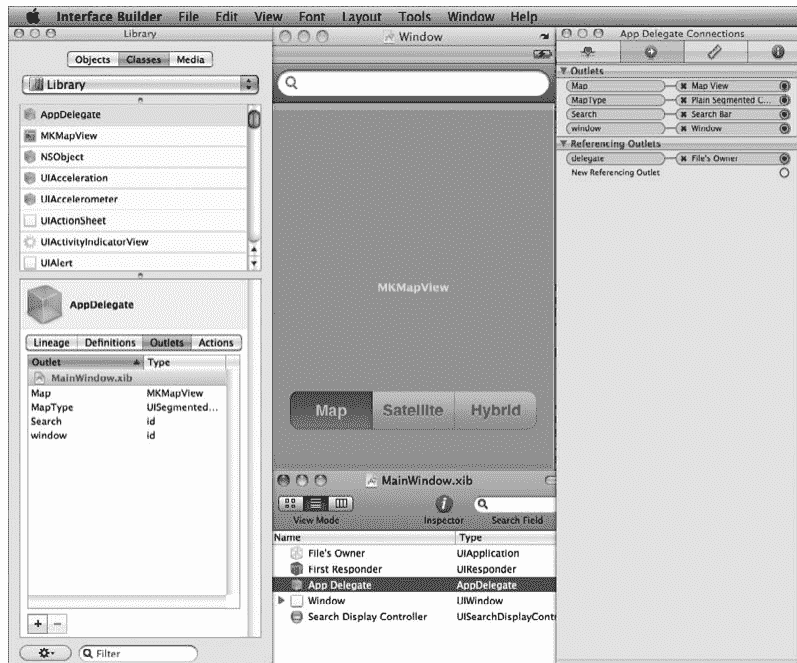 Interface Builder File Edit View Font Layout Tools Window Help
Library
Objects Classes Media
Library
AppDelegate
MKMapView
NSObject
UIAcceleration
UIAccelerometer
UIActionSheet
UIActivityIndicatorView
UIAlert
AppDelegate
Lineage Definitions Outlets Actions
Outlet Type
MainWindow.xib
Map MKMapView
MapType UISegmented...
Search id
window id
Filter
Window
MKMapView
Map Satellite Hybrid
MainWindow.xib
View Mode Inspector Search Field
Name Type
File's Owner UIApplication
First Responder UIResponder
App Delegate AppDelegate
Window UIWindow
Search Display Controller UISearchDisplayContr
App Delegate Connections
Outlets
Map Map View
MapType Plain Segmented C...
Search Search Bar
window Window
Referencing Outlets
delegate File's Owner
New Referencing Outlet